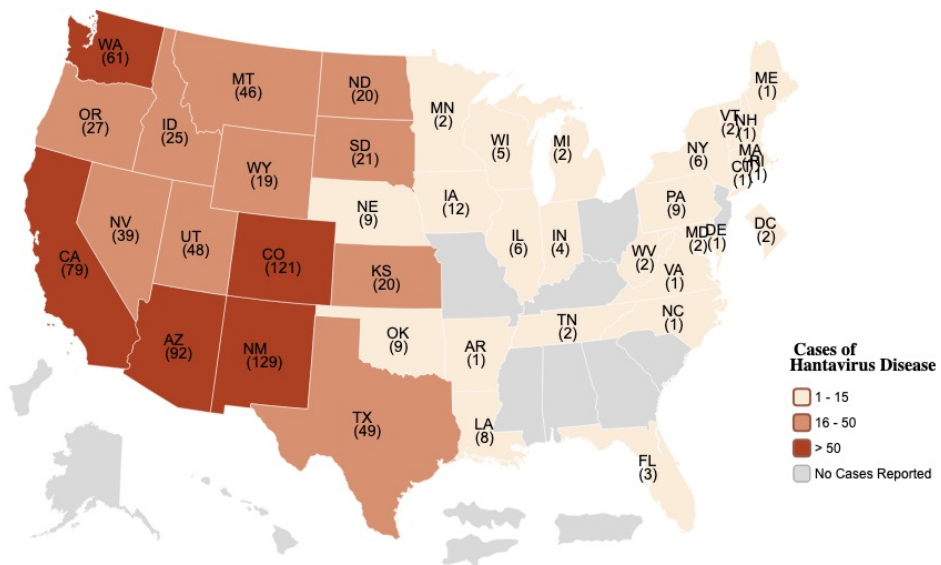 WA
(61)
MT
(46)
ND
(20)
MN
(2)
ME
(1)
OR
(27)
ID
(25)
SD
(21)
WI
(5)
MI
(2)
VT
(2)
NH
(1)
NY
(6)
MA
RI
(1)
CT
(1)
WY
(19)
NE
(9)
IA
(12)
PA
(9)
NV
(39)
UT
(48)
CO
(121)
KS
(20)
IL
(6)
IN
(4)
WV
(2)
MD
(2)
DE
(1)
DC
(2)
VA
(1)
CA
(79)
AZ
(92)
NM
(129)
OK
(9)
AR
(1)
TN
(2)
NC
(1)
TX
(49)
LA
(8)
FL
(3)
Cases of
Hantavirus Disease
1 - 15
16 - 50
> 50
No Cases Reported